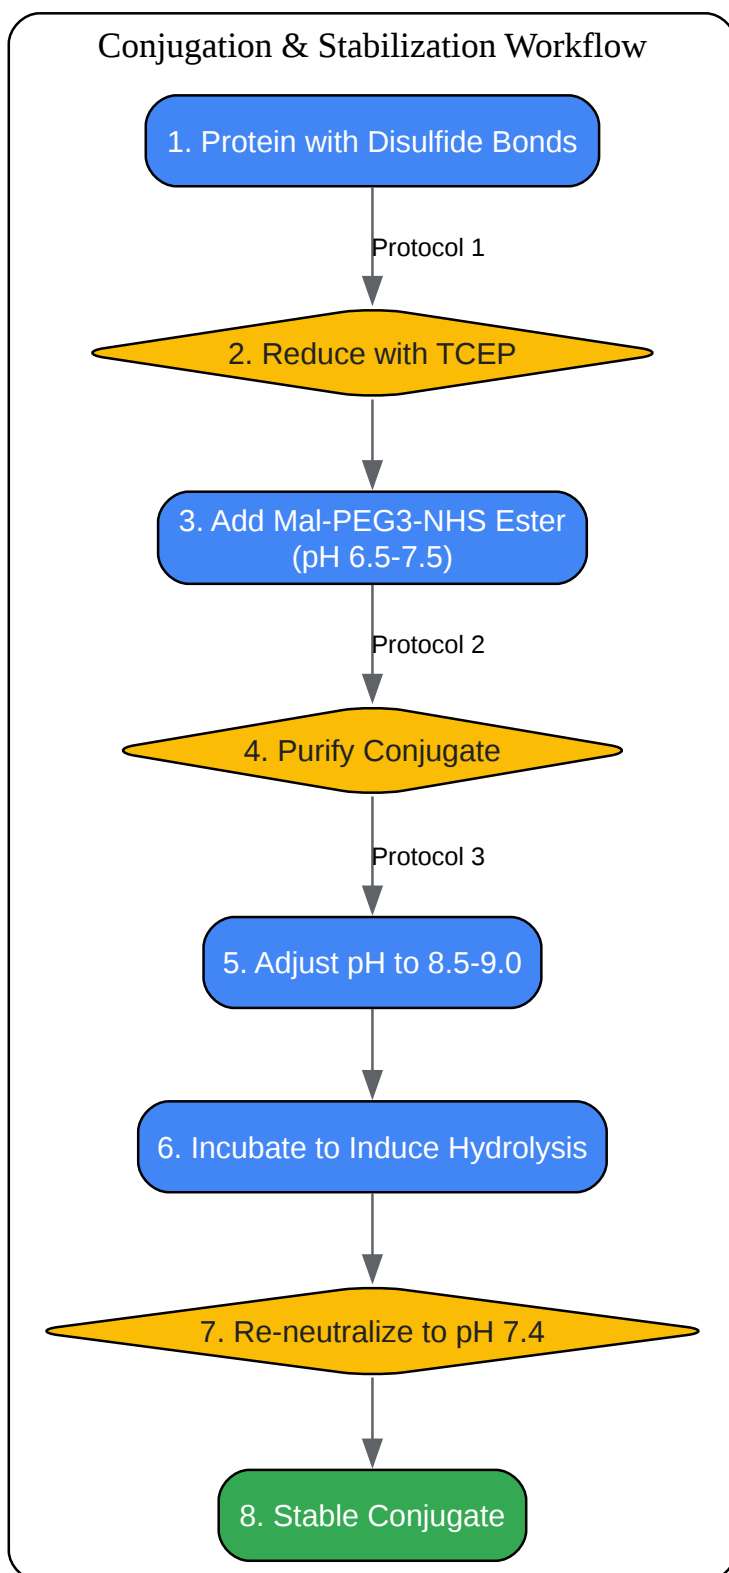 Conjugation & Stabilization Workflow
1. Protein with Disulfide Bonds
Protocol 1
2. Reduce with TCEP
3. Add Mal-PEG3-NHS Ester
(pH 6.5-7.5)
Protocol 2
4. Purify Conjugate
Protocol 3
5. Adjust pH to 8.5-9.0
6. Incubate to Induce Hydrolysis
7. Re-neutralize to pH 7.4
8. Stable Conjugate